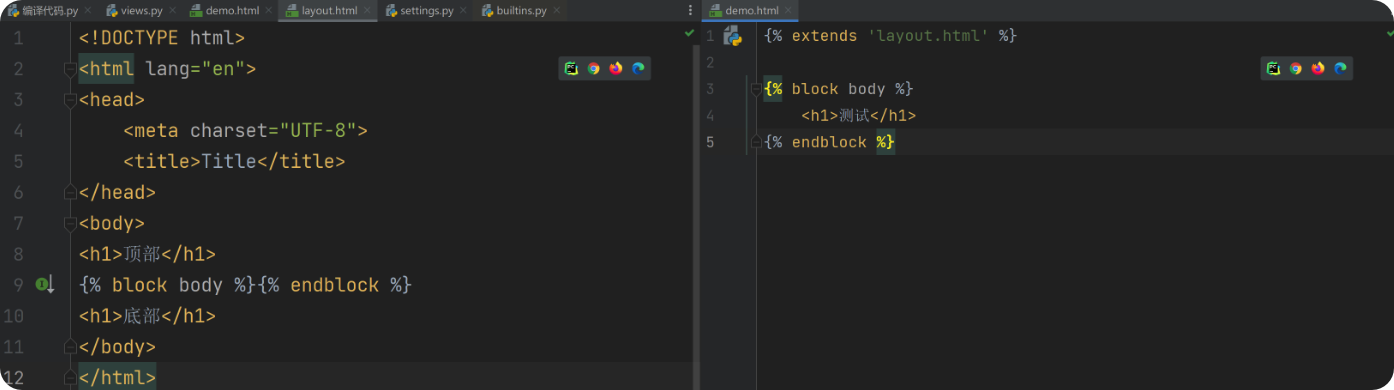 编译代码.py views.py demo.html layout.html settings.py builtins.py
1 <!DOCTYPE html>
2 <html lang="en">
3 <head>
4 <meta charset="UTF-8">
5 <title>Title</title>
6 </head>
7 <body>
8 <h1>顶部</h1>
9 {% block body %}{% endblock %}
10 <h1>底部</h1>
11 </body>
12 </html>
demo.html
1 {% extends 'layout.html' %}
2
3 {% block body %}
4 <h1>测试</h1>
5 {% endblock %}